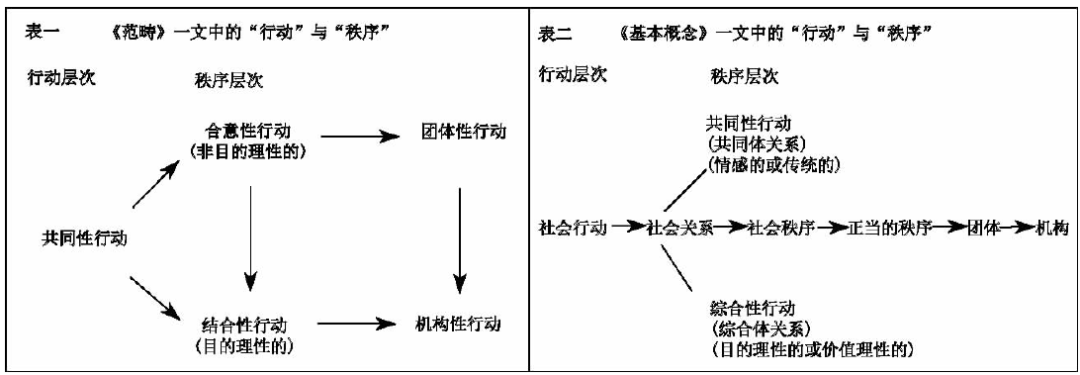 表一 《范畴》一文中的“行动”与“秩序”
行动层次 秩序层次
合意性行动
(非目的理性的)
团体性行动
共同性行动
结合性行动
(目的理性的)
机构性行动
表二 《基本概念》一文中的“行动”与“秩序”
行动层次 秩序层次
共同性行动
(共同体关系)
(情感的或传统的)
社会行动 社会关系 社会秩序 正当的秩序 团体 机构
综合性行动
(综合体关系)
(目的理性的或价值理性的)